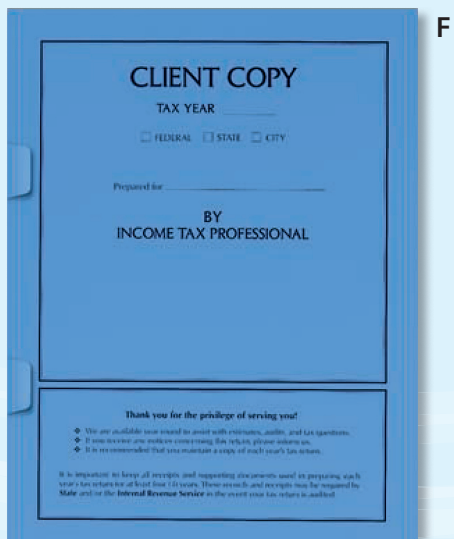 F
CLIENT COPY
TAX YEAR
FEDERAL STATE CITY
Prepared for
BY
INCOME TAX PROFESSIONAL
Thank you for the privilege of serving you!
❖ We are available year round to assist with estimates, audits, and tax questions.
❖ If you receive any notices concerning this return, please inform us.
❖ It is recommended that you maintain a copy of each year's tax return.
It is important to keep all receipts and supporting documents used in preparing each
year's tax return for at least four (4) years. These records and receipts may be required by
State and/or the Internal Revenue Service in the event your tax return is audited.